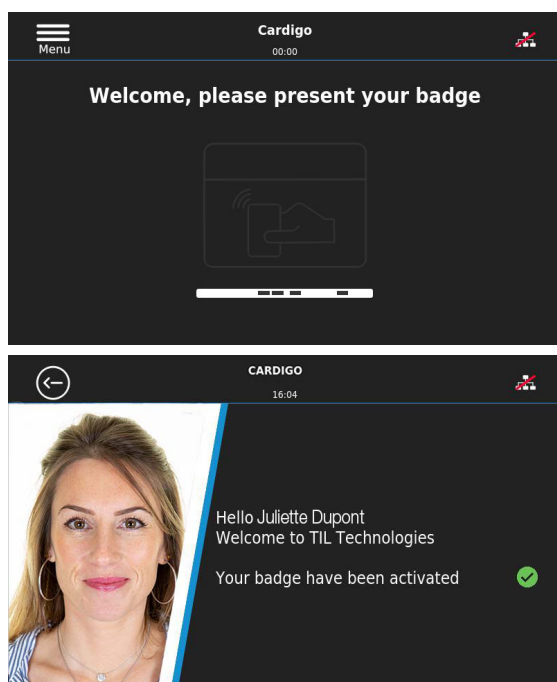 Cardigo
Menu
00:00
Welcome, please present your badge
CARDIGO
16:04
Hello Juliette Dupont
Welcome to TIL Technologies
Your badge have been activated